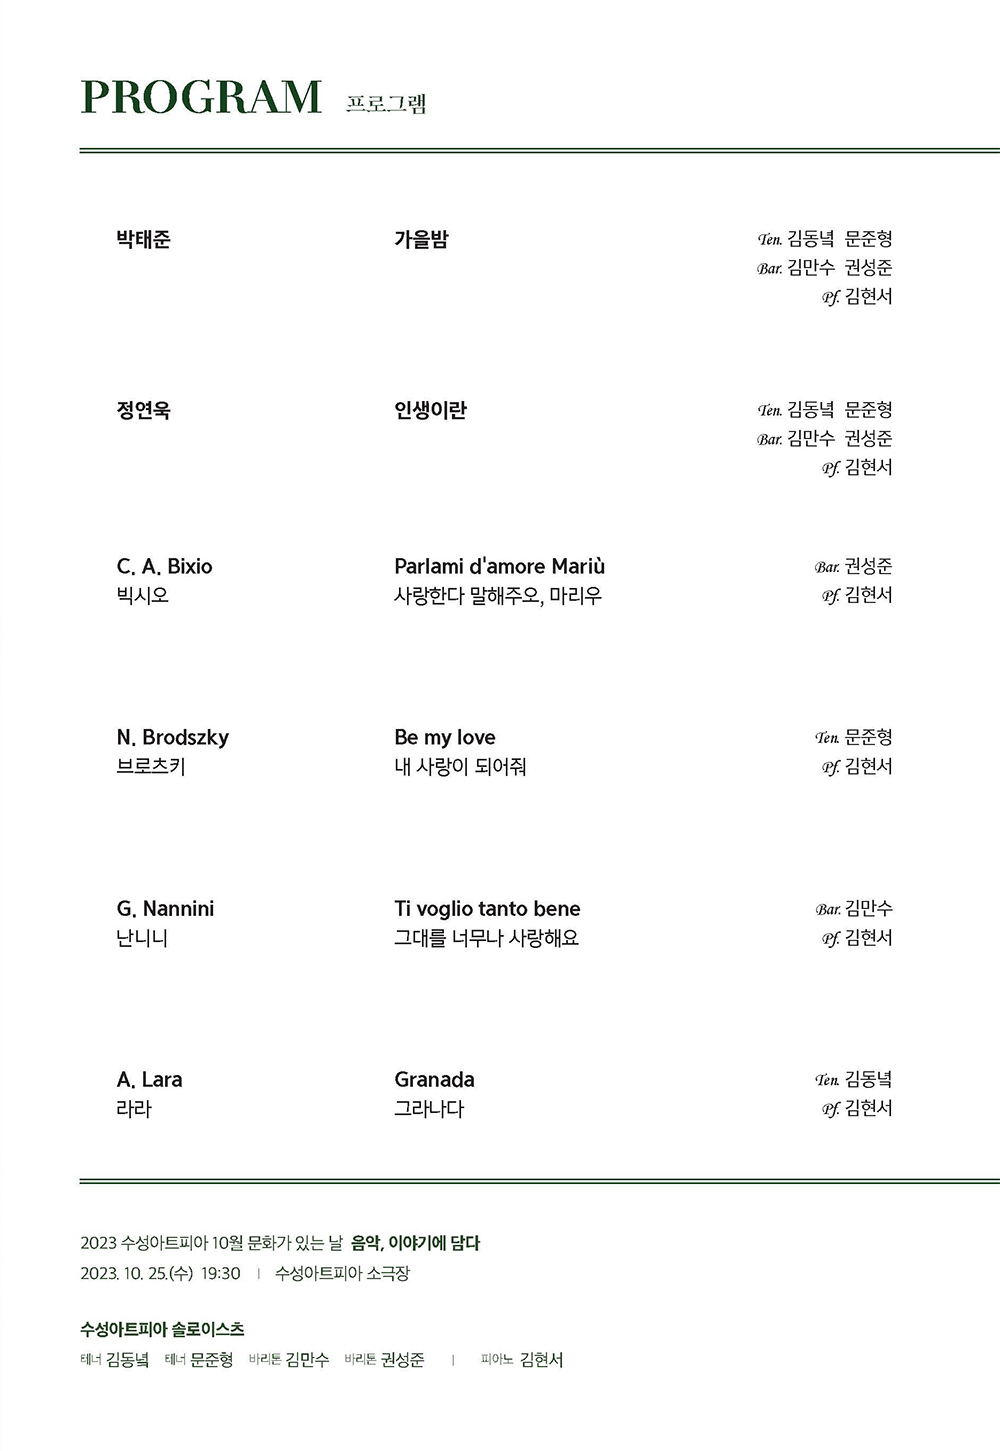 PROGRAM 프로그램
박태준 가을밤 Ten. 김동녘 문준형
Bar. 김만수 권성준
Pf. 김현서
정연욱 인생이란 Ten. 김동녘 문준형
Bar. 김만수 권성준
Pf. 김현서
C. A. Bixio Parlami d'amore Mariù Bar. 권성준
빅시오 사랑한다 말해주오, 마리우 Pf. 김현서
N. Brodszky Be my love Ten. 문준형
브로츠키 내 사랑이 되어줘 Pf. 김현서
G. Nannini Ti voglio tanto bene Bar. 김만수
난니니 그대를 너무나 사랑해요 Pf. 김현서
A. Lara Granada Ten. 김동녘
라라 그라나다 Pf. 김현서
2023 수성아트피아 10월 문화가 있는 날 음악, 이야기에 담다
2023. 10. 25.(수) 19:30 | 수성아트피아 소극장
수성아트피아 솔로이스츠
테너 김동녘 테너 문준형 바리톤 김만수 바리톤 권성준 | 피아노 김현서